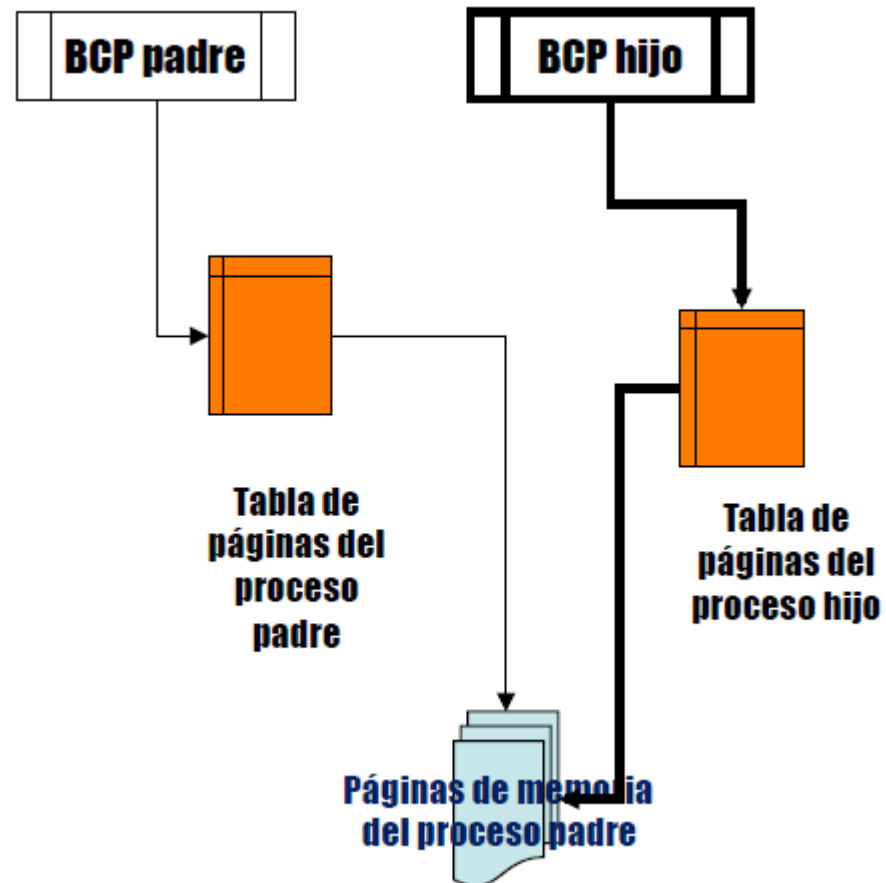 BCP padre
BCP hijo
Tabla de
páginas del
proceso
padre
Tabla de
páginas del
proceso hijo
Páginas de memoria
del proceso padre